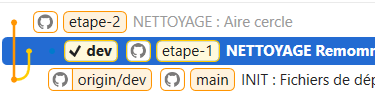 etape-2 NETTOYAGE : Aire cercle
✔ dev etape-1 NETTOYAGE Remomm
origin/dev main INIT : Fichiers de dép